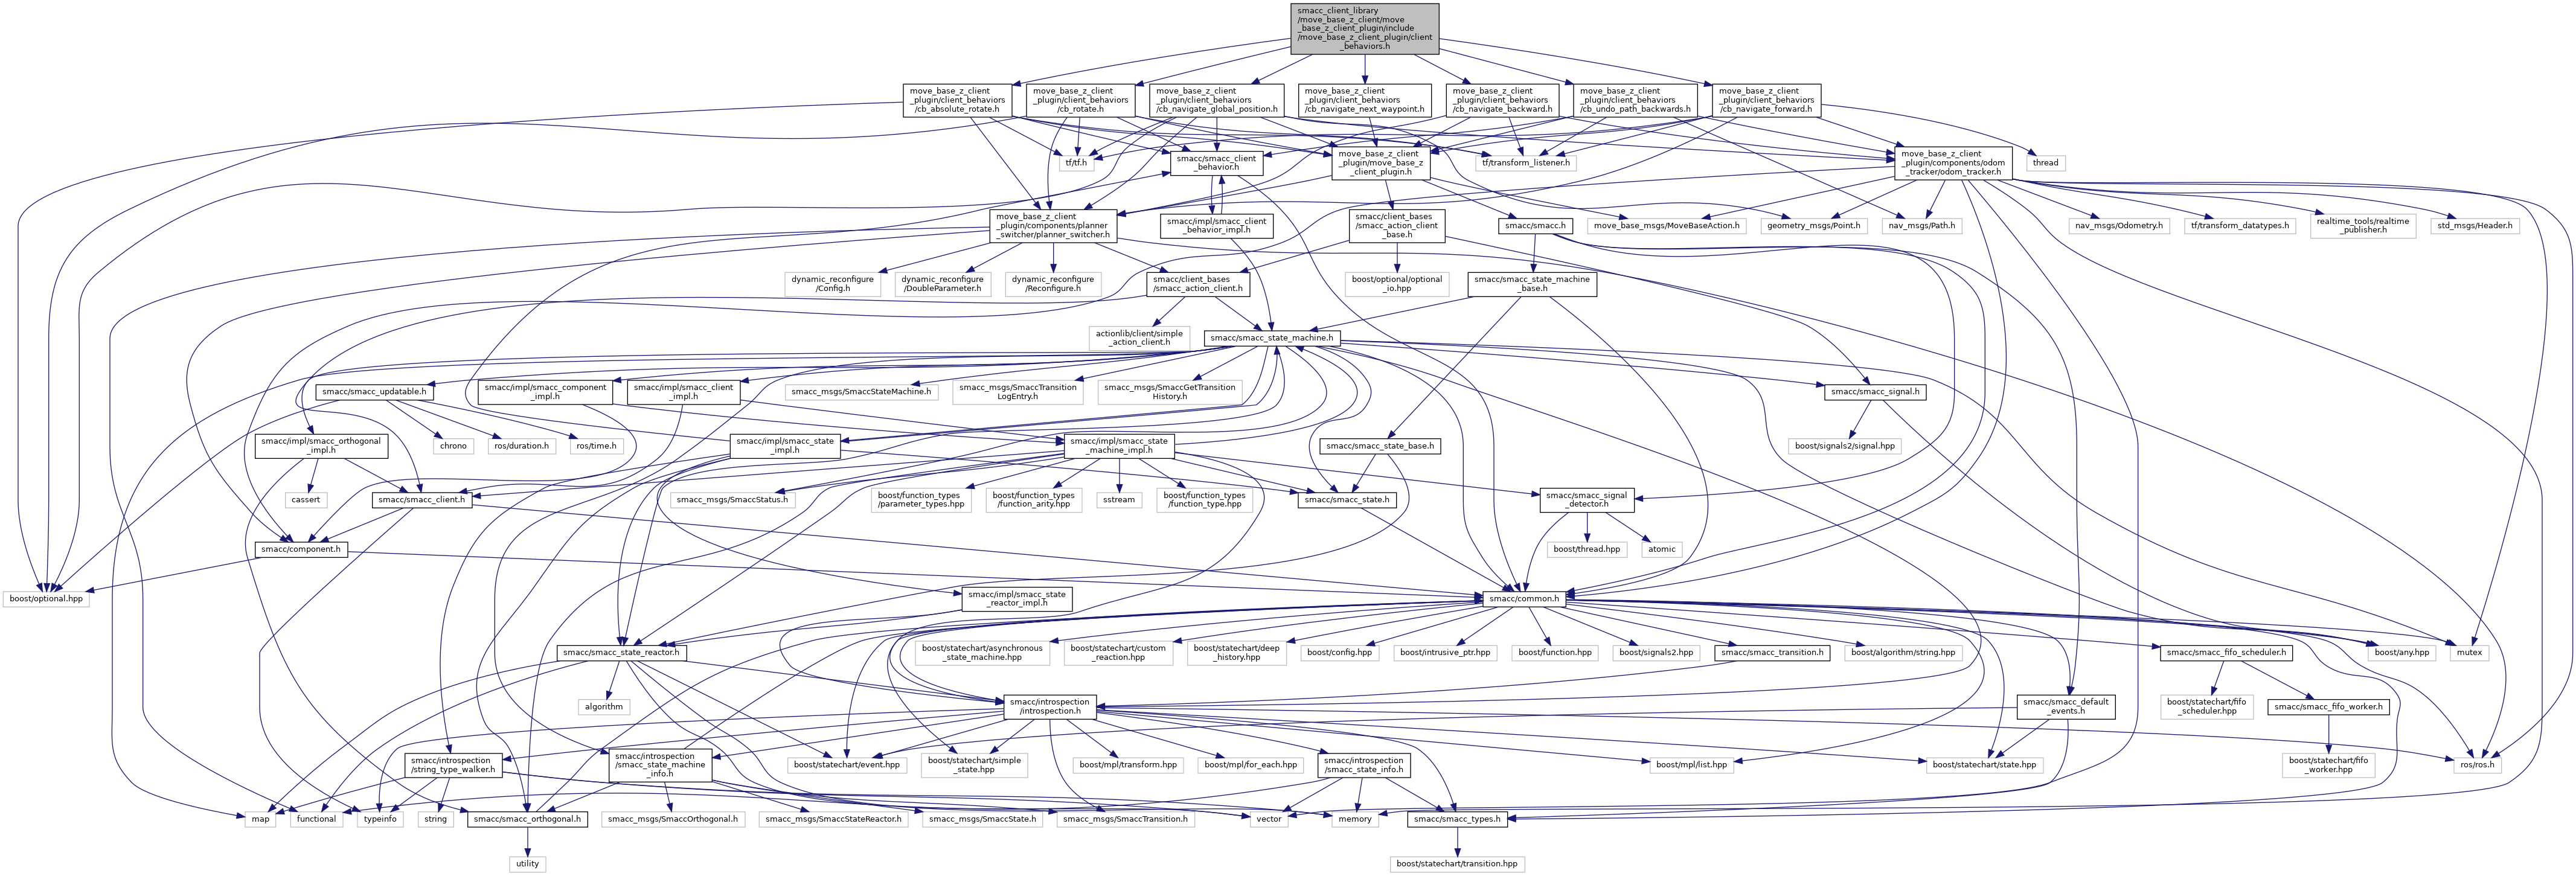 smacc_client_library
/move_base_z_client/move
_base_z_client_plugin/include
/move_base_z_client_plugin/client
_behaviors.h
move_base_z_client
_plugin/client_behaviors
/cb_absolute_rotate.h
move_base_z_client
_plugin/client_behaviors
/cb_rotate.h
move_base_z_client
_plugin/client_behaviors
/cb_navigate_global_position.h
move_base_z_client
_plugin/client_behaviors
/cb_navigate_next_waypoint.h
move_base_z_client
_plugin/client_behaviors
/cb_navigate_backward.h
move_base_z_client
_plugin/client_behaviors
/cb_undo_path_backwards.h
move_base_z_client
_plugin/client_behaviors
/cb_navigate_forward.h
tf/tf.h
smacc/smacc_client
_behavior.h
move_base_z_client
_plugin/move_base_z
_client_plugin.h
tf/transform_listener.h
move_base_z_client
_plugin/components/odom
_tracker/odom_tracker.h
thread
move_base_z_client
_plugin/components/planner
_switcher/planner_switcher.h
smacc/impl/smacc_client
_behavior_impl.h
smacc/client_bases
/smacc_action_client
_base.h
smacc/smacc.h
move_base_msgs/MoveBaseAction.h
geometry_msgs/Point.h
nav_msgs/Path.h
nav_msgs/Odometry.h
tf/transform_datatypes.h
realtime_tools/realtime
_publisher.h
std_msgs/Header.h
dynamic_reconfigure
/Config.h
dynamic_reconfigure
/DoubleParameter.h
dynamic_reconfigure
/Reconfigure.h
smacc/client_bases
/smacc_action_client.h
boost/optional/optional
_io.hpp
smacc/smacc_state_machine
_base.h
actionlib/client/simple
_action_client.h
smacc/smacc_state_machine.h
smacc/smacc_updatable.h
smacc/impl/smacc_component
_impl.h
smacc/impl/smacc_client
_impl.h
smacc_msgs/SmaccStateMachine.h
smacc_msgs/SmaccTransition
LogEntry.h
smacc_msgs/SmaccGetTransition
History.h
smacc/smacc_signal.h
smacc/impl/smacc_orthogonal
_impl.h
chrono
ros/duration.h
ros/time.h
smacc/impl/smacc_state
_impl.h
smacc/impl/smacc_state
_machine_impl.h
smacc/smacc_state_base.h
boost/signals2/signal.hpp
cassert
smacc/smacc_client.h
smacc_msgs/SmaccStatus.h
boost/function_types
/parameter_types.hpp
boost/function_types
/function_arity.hpp
sstream
boost/function_types
/function_type.hpp
smacc/smacc_state.h
smacc/smacc_signal
_detector.h
smacc/component.h
boost/thread.hpp
atomic
boost/optional.hpp
smacc/impl/smacc_state
_reactor_impl.h
smacc/common.h
smacc/smacc_state_reactor.h
boost/statechart/asynchronous
_state_machine.hpp
boost/statechart/custom
_reaction.hpp
boost/statechart/deep
_history.hpp
boost/config.hpp
boost/intrusive_ptr.hpp
boost/function.hpp
boost/signals2.hpp
smacc/smacc_transition.h
boost/algorithm/string.hpp
smacc/smacc_fifo_scheduler.h
boost/any.hpp
mutex
algorithm
smacc/introspection
/introspection.h
smacc/smacc_default
_events.h
boost/statechart/fifo
_scheduler.hpp
smacc/smacc_fifo_worker.h
smacc/introspection
/string_type_walker.h
smacc/introspection
/smacc_state_machine
_info.h
boost/statechart/event.hpp
boost/statechart/simple
_state.hpp
boost/mpl/transform.hpp
boost/mpl/for_each.hpp
smacc/introspection
/smacc_state_info.h
boost/mpl/list.hpp
boost/statechart/state.hpp
boost/statechart/fifo
_worker.hpp
ros/ros.h
map
functional
typeinfo
string
smacc/smacc_orthogonal.h
smacc_msgs/SmaccOrthogonal.h
smacc_msgs/SmaccStateReactor.h
smacc_msgs/SmaccState.h
smacc_msgs/SmaccTransition.h
vector
memory
smacc/smacc_types.h
utility
boost/statechart/transition.hpp